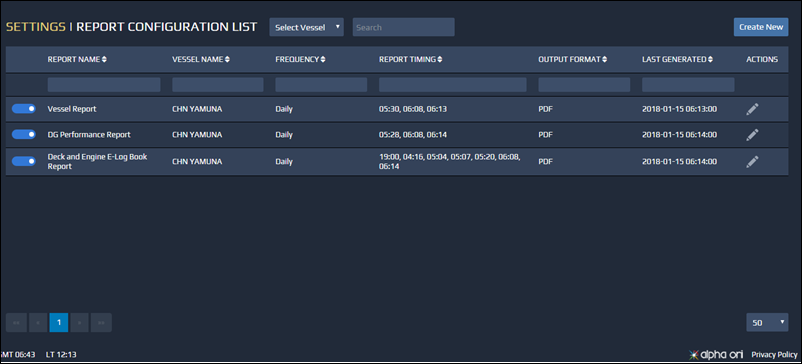 SETTINGS | REPORT CONFIGURATION LIST Select Vessel Search Create New
REPORT NAME VESSEL NAME FREQUENCY REPORT TIMING OUTPUT FORMAT LAST GENERATED ACTIONS
Vessel Report CHN YAMUNA Daily 05:30, 06:08, 06:13 PDF 2018-01-15 06:13:00
DG Performance Report CHN YAMUNA Daily 05:28, 06:08, 06:14 PDF 2018-01-15 06:14:00
Deck and Engine E-Log Book
Report
CHN YAMUNA Daily
19:00, 04:16, 05:04, 05:07, 05:20, 06:08,
06:14
PDF 2018-01-15 06:14:00
1 50
MT 06:43 LT 12:13 alpha ori Privacy Policy